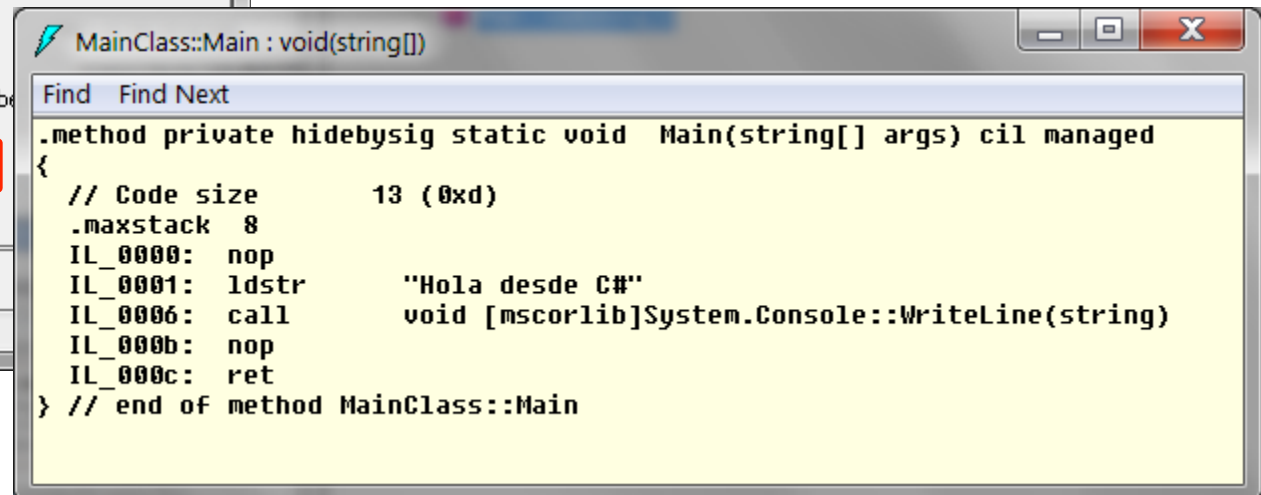 MainClass::Main : void(string[])
Find Find Next
.method private hidebysig static void  Main(string[] args) cil managed
{
  // Code size       13 (0xd)
  .maxstack  8
  IL_0000:  nop
  IL_0001:  ldstr      "Hola desde C#"
  IL_0006:  call       void [mscorlib]System.Console::WriteLine(string)
  IL_000b:  nop
  IL_000c:  ret
} // end of method MainClass::Main